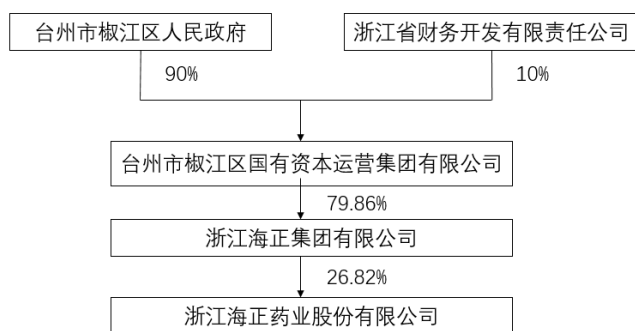 台州市椒江区人民政府
浙江省财务开发有限责任公司
90%
10%
台州市椒江区国有资本运营集团有限公司
79.86%
浙江海正集团有限公司
26.82%
浙江海正药业股份有限公司